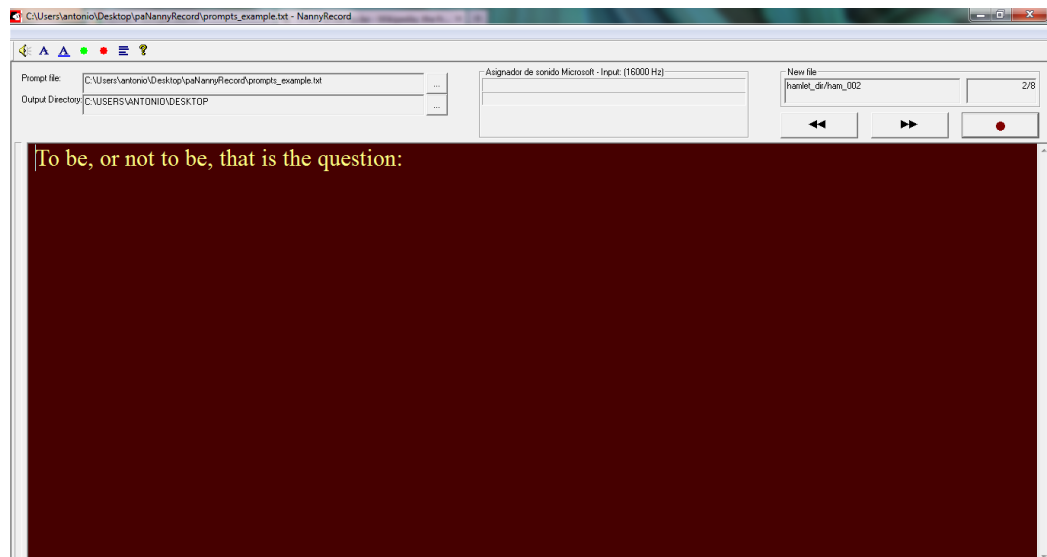 C:\Users\antonio\Desktop\paNannyRecord\prompts_example.txt - NannyRecord
A A ?
Prompt file: C:\Users\antonio\Desktop\paNannyRecord\prompts_example.txt ...
Output Directory: C:\USERS\ANTONIO\DESKTOP ...
Asignador de sonido Microsoft - Input: (16000 Hz)
New file
hamlet_dir/ham_002 2/8
To be, or not to be, that is the question: